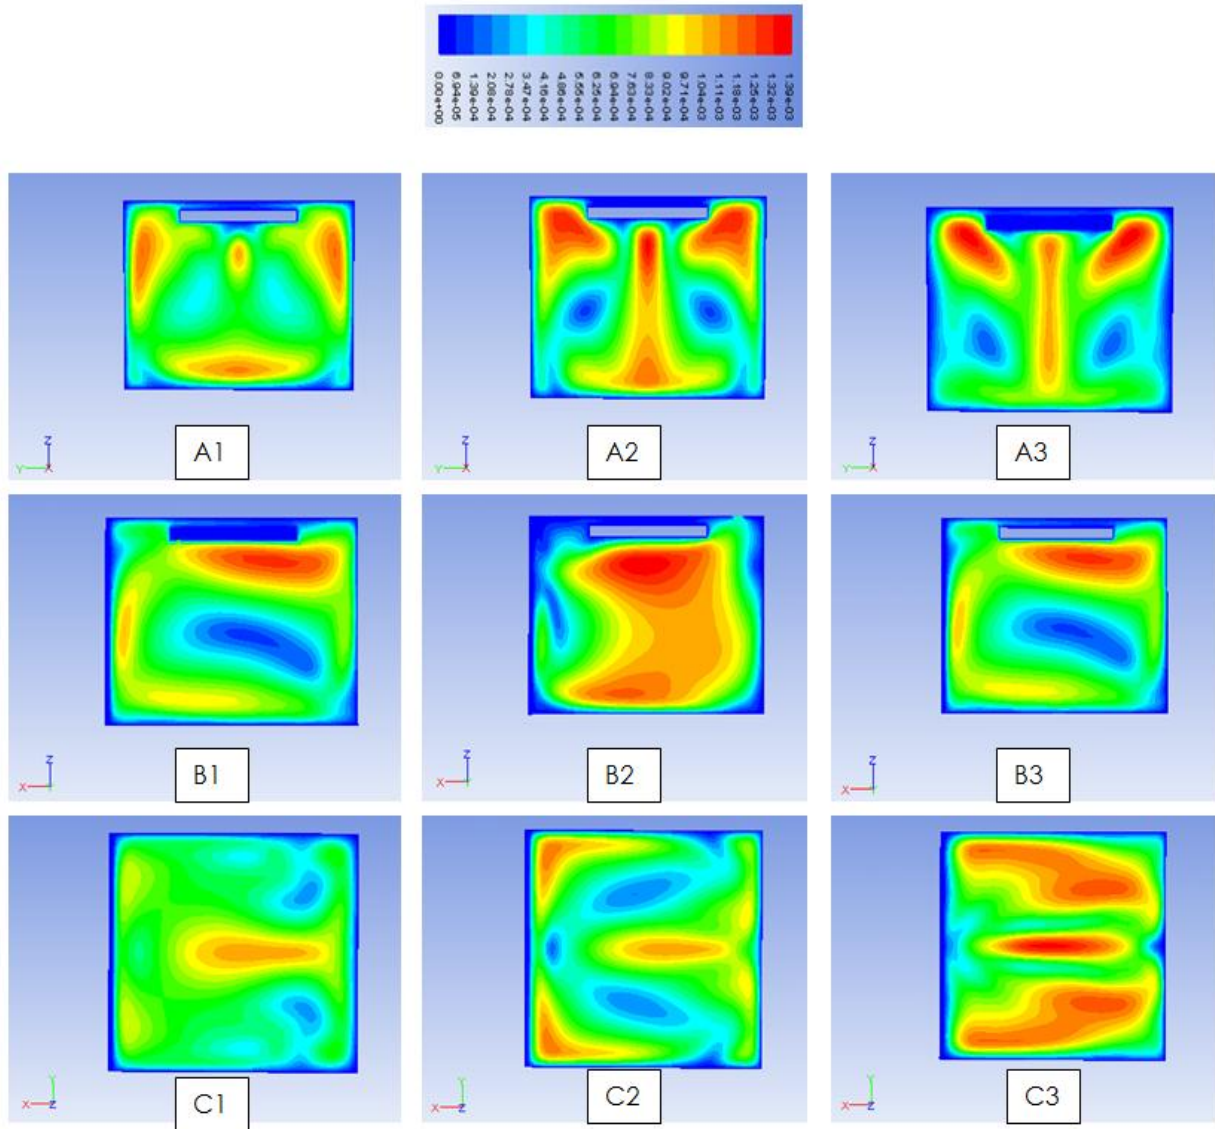 0.00e+00
6.94e-05
1.39e-04
2.08e-04
2.78e-04
3.47e-04
4.16e-04
4.86e-04
5.55e-04
6.25e-04
6.94e-04
7.63e-04
8.33e-04
9.02e-04
9.71e-04
1.04e-03
1.11e-03
1.18e-03
1.25e-03
1.32e-03
1.39e-03
Z
Y X
A1
Z
Y X
A2
Z
Y X
A3
Z
X Y
B1
Z
X Y
B2
Z
X Y
B3
Y
X Z
C1
Y
X Z
C2
Y
X Z
C3